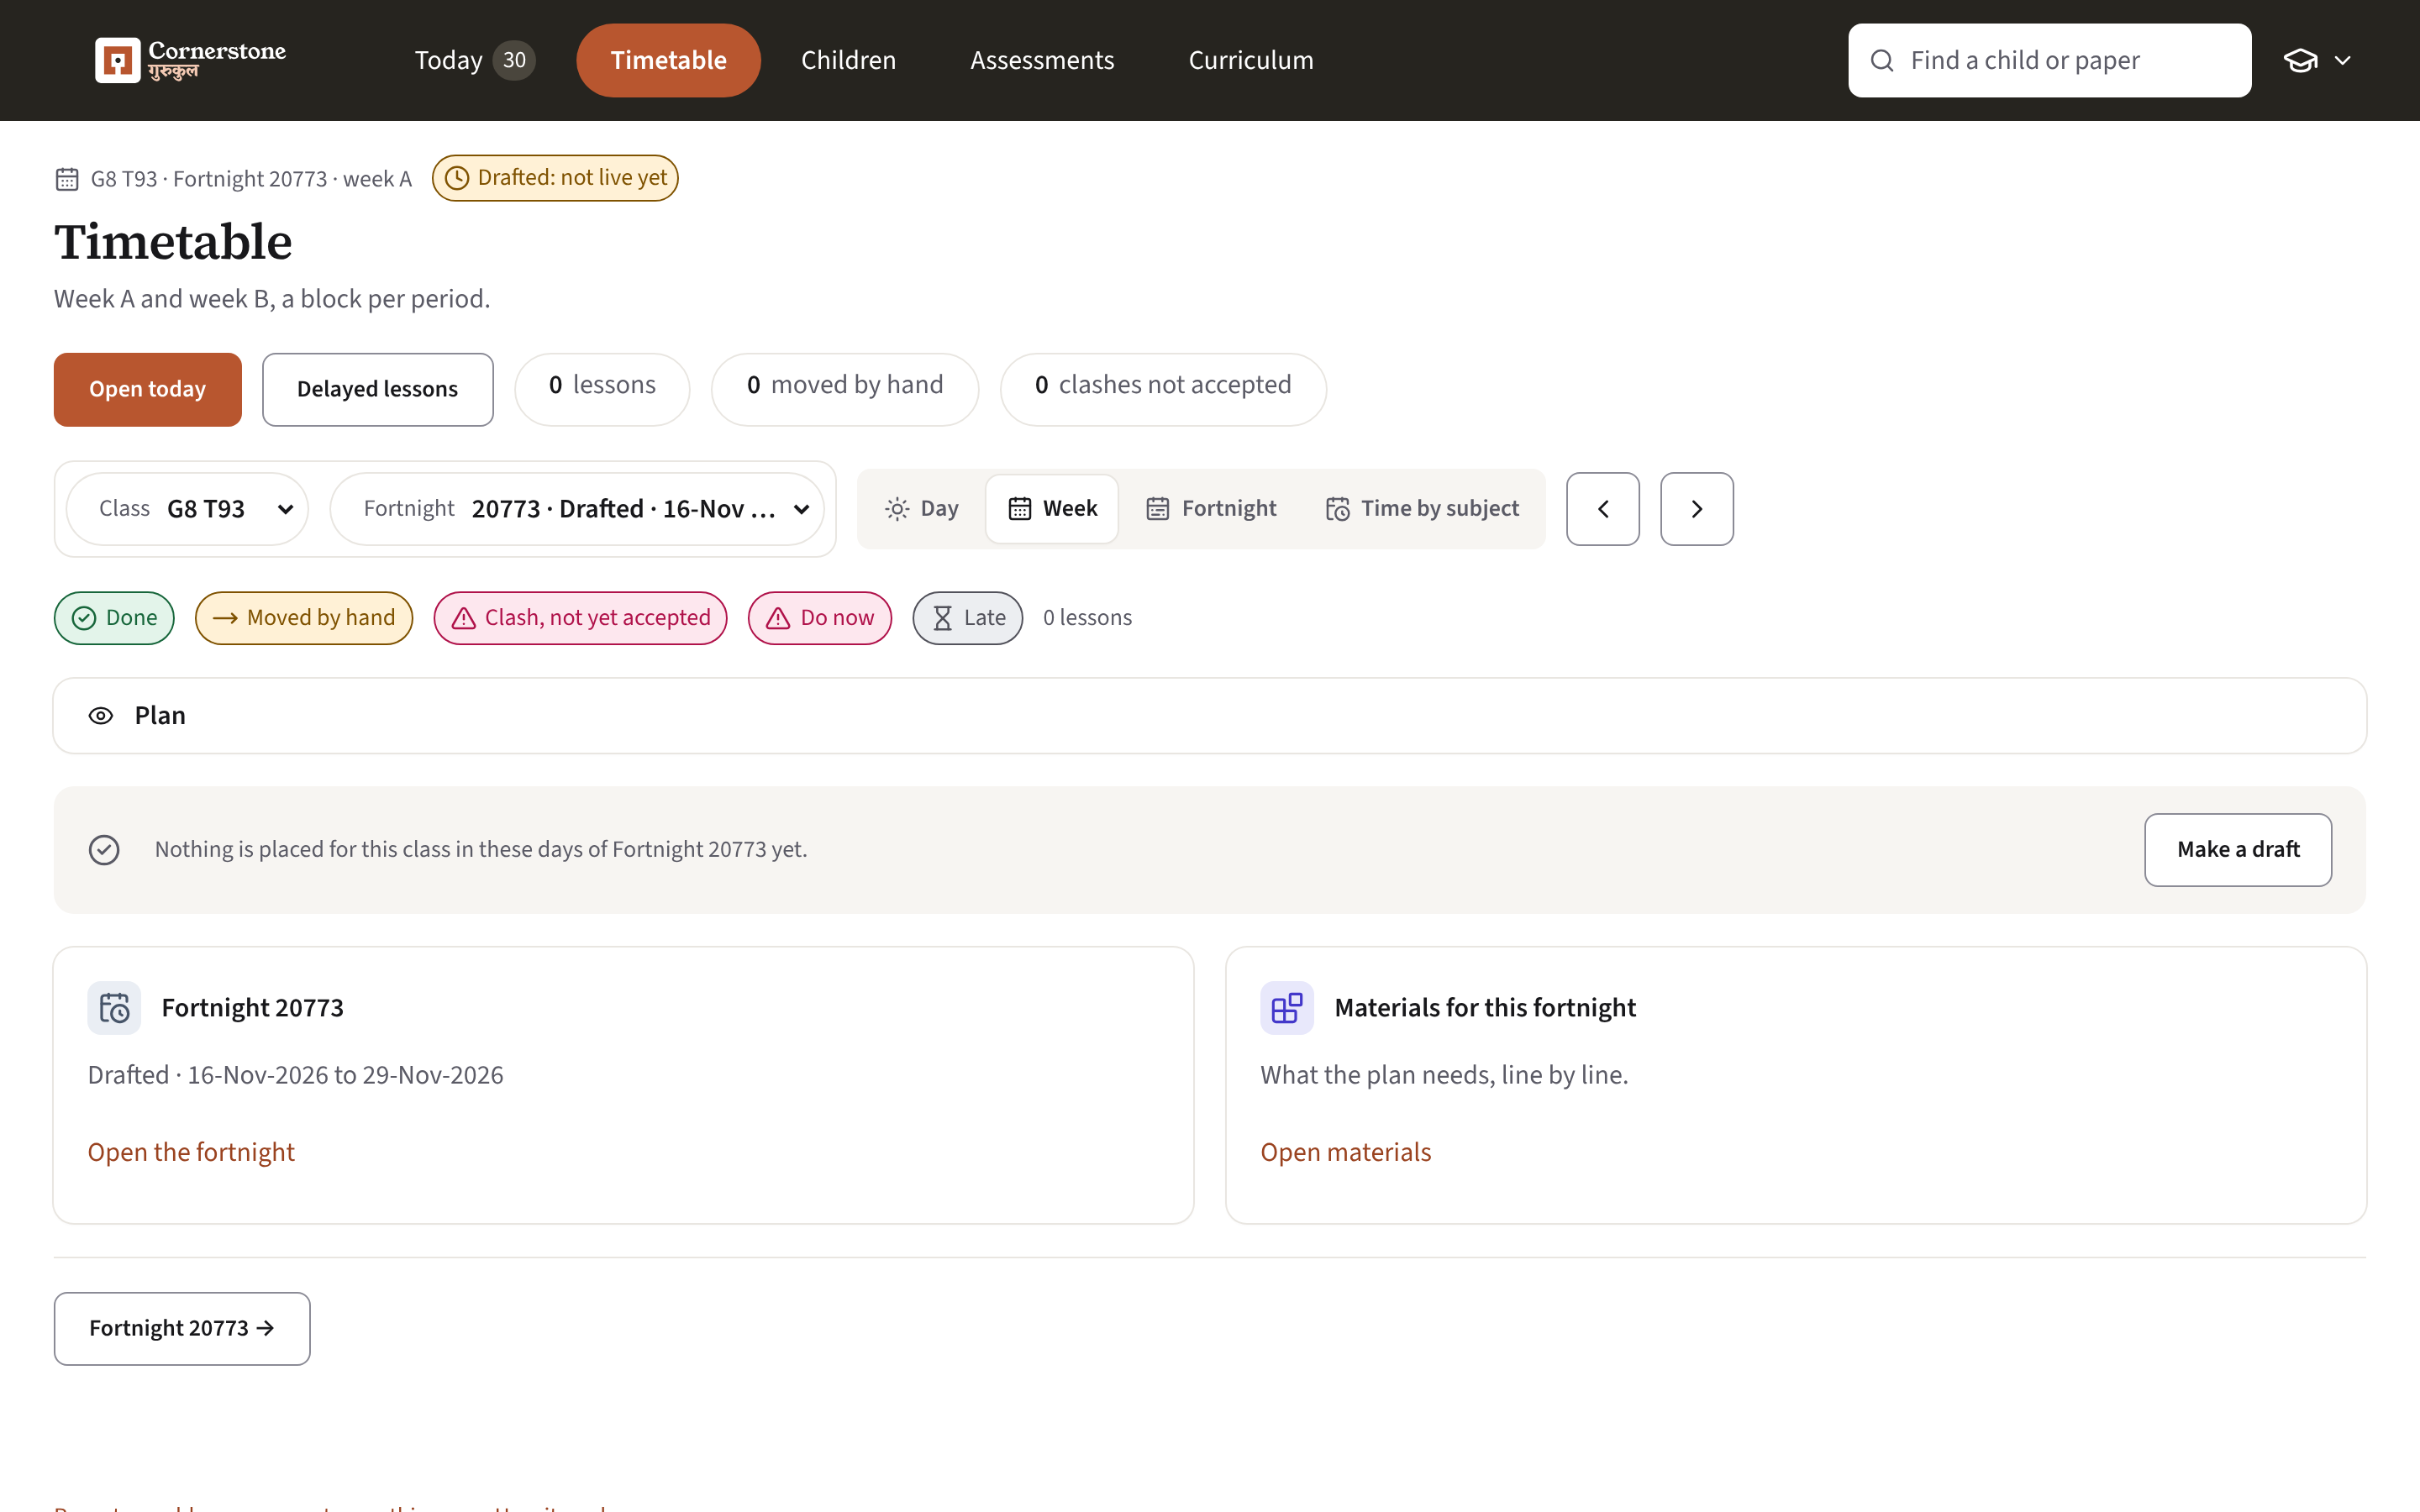 Cornerstone
गुरुकुल
Today 30
Timetable
Children
Assessments
Curriculum
Find a child or paper
G8 T93 · Fortnight 20773 · week A
Drafted: not live yet
Timetable
Week A and week B, a block per period.
Open today
Delayed lessons
0 lessons
0 moved by hand
0 clashes not accepted
Class G8 T93
Fortnight 20773 · Drafted · 16-Nov ...
Day
Week
Fortnight
Time by subject
Done
Moved by hand
Clash, not yet accepted
Do now
Late
0 lessons
Plan
Nothing is placed for this class in these days of Fortnight 20773 yet.
Make a draft
Fortnight 20773
Drafted · 16-Nov-2026 to 29-Nov-2026
Open the fortnight
Materials for this fortnight
What the plan needs, line by line.
Open materials
Fortnight 20773 →